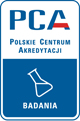 PCA
POLSKIE CENTRUM
AKREDYTACJI
BADANIA